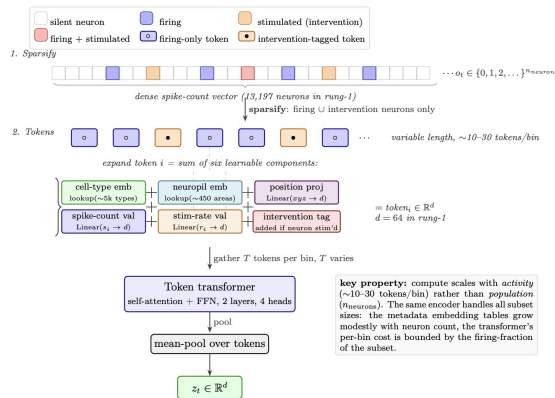 silent neuron
firing
stimulated (intervention)
firing + stimulated
firing-only token
intervention-tagged token
1. Sparsify
⋯ o_t ∈ {0, 1, 2, …}^{n_neuron}
dense spike-count vector (13,197 neurons in rung-1)
sparsify: firing ∪ intervention neurons only
2. Tokens
⋯ variable length, ∼10–30 tokens/bin
expand token i = sum of six learnable components:
cell-type emb
lookup(∼5k types)
+
neuropil emb
lookup(∼450 areas)
+
position proj
Linear(xyz → d)
spike-count val
Linear(s_i → d)
+
stim-rate val
Linear(r_i → d)
+
intervention tag
added if neuron stim'd
= token_i ∈ ℝ^d
d = 64 in rung-1
gather T tokens per bin, T varies
Token transformer
self-attention + FFN, 2 layers, 4 heads
pool
mean-pool over tokens
z_t ∈ ℝ^d
key property: compute scales with activity
(∼10–30 tokens/bin) rather than population
(n_neurons). The same encoder handles all subset
sizes: the metadata embedding tables grow
modestly with neuron count, the transformer's
per-bin cost is bounded by the firing-fraction
of the subset.